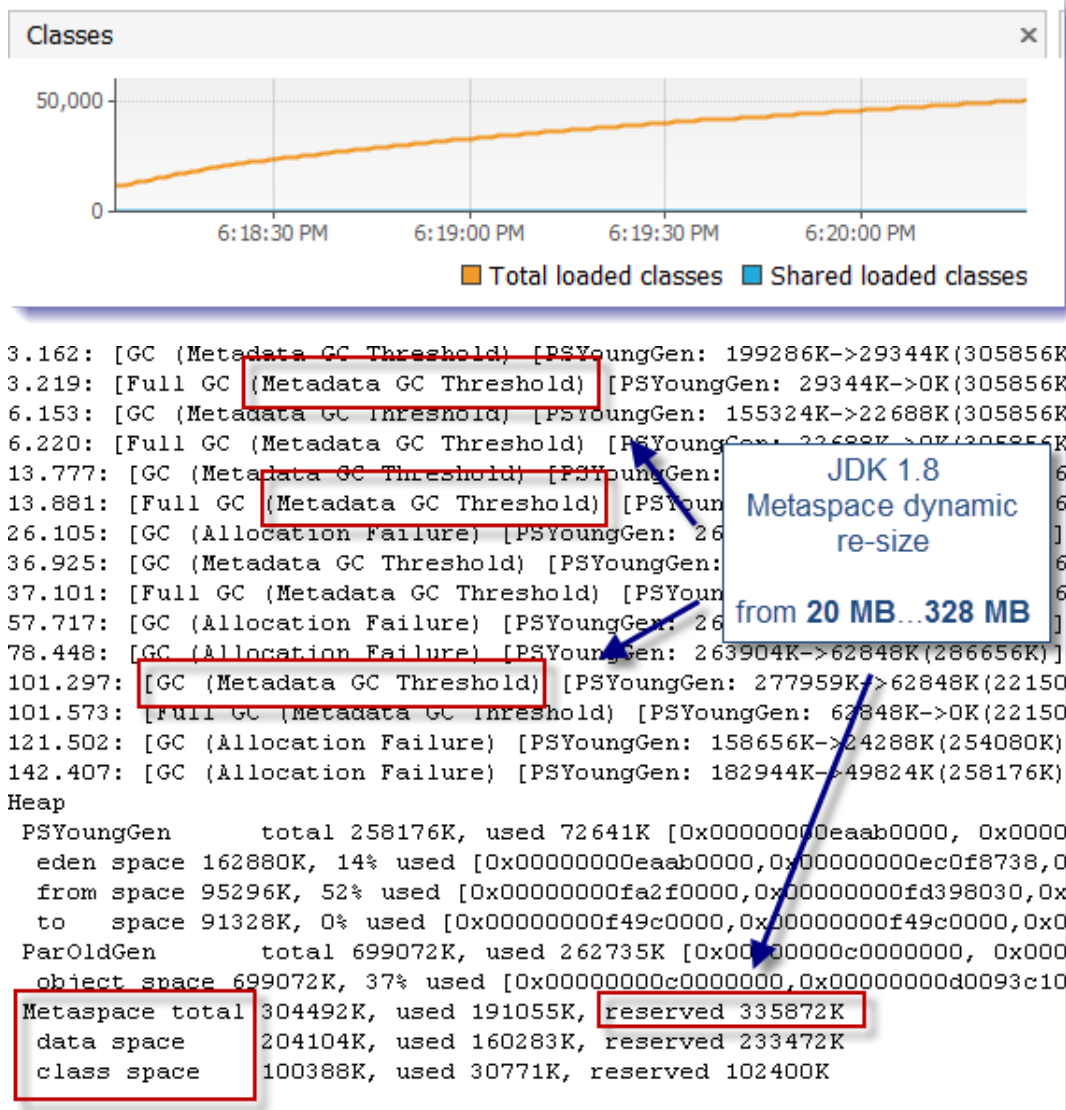 Classes ×
50,000
0
6:18:30 PM 6:19:00 PM 6:19:30 PM 6:20:00 PM
Total loaded classes Shared loaded classes
3.162: [GC (Metadata GC Threshold) [PSYoungGen: 199286K->29344K(305856K
3.219: [Full GC (Metadata GC Threshold) [PSYoungGen: 29344K->0K(305856K
6.153: [GC (Metadata GC Threshold) [PSYoungGen: 155324K->22688K(305856K
6.220: [Full GC (Metadata GC Threshold) [PSYoungGen: 22688K->0K(305856K
13.777: [GC (Metadata GC Threshold) [PSYoungGen: 6
13.881: [Full GC (Metadata GC Threshold) [PSYoun 6
26.105: [GC (Allocation Failure) [PSYoungGen: 26 ]
36.925: [GC (Metadata GC Threshold) [PSYoungGen: 6
37.101: [Full GC (Metadata GC Threshold) [PSYoun 6
57.717: [GC (Allocation Failure) [PSYoungGen: 26 ]
JDK 1.8
Metaspace dynamic
re-size
from 20 MB...328 MB
78.448: [GC (Allocation Failure) [PSYoungGen: 263904K->62848K(286656K)]
101.297: [GC (Metadata GC Threshold) [PSYoungGen: 277959K->62848K(22150
101.573: [Full GC (Metadata GC Threshold) [PSYoungGen: 62848K->0K(22150
121.502: [GC (Allocation Failure) [PSYoungGen: 158656K->24288K(254080K)
142.407: [GC (Allocation Failure) [PSYoungGen: 182944K->49824K(258176K)
Heap
PSYoungGen total 258176K, used 72641K [0x00000000eaab0000, 0x0000
eden space 162880K, 14% used [0x00000000eaab0000,0x00000000ec0f8738,0
from space 95296K, 52% used [0x00000000fa2f0000,0x00000000fd398030,0x
to space 91328K, 0% used [0x00000000f49c0000,0x00000000f49c0000,0x0
ParOldGen total 699072K, used 262735K [0x00000000c0000000, 0x000
object space 699072K, 37% used [0x00000000c0000000,0x00000000d0093c10
Metaspace total 304492K, used 191055K, reserved 335872K
data space 204104K, used 160283K, reserved 233472K
class space 100388K, used 30771K, reserved 102400K